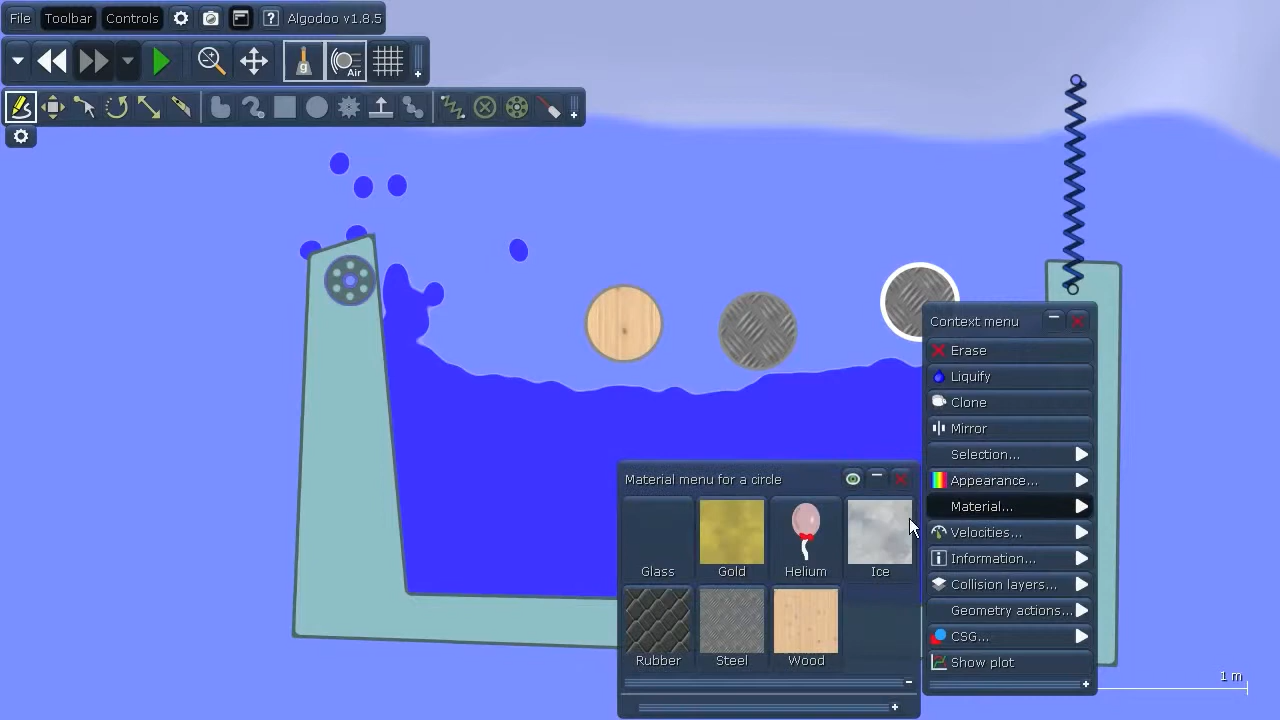 File Toolbar Controls ? Algodoo v1.8.5
g Air
Context menu
Erase
Liquify
Clone
Mirror
Selection...
Appearance...
Material...
Velocities...
Information...
Collision layers...
Geometry actions...
CSG...
Show plot
Material menu for a circle
Glass Gold Helium Ice
Rubber Steel Wood
1 m